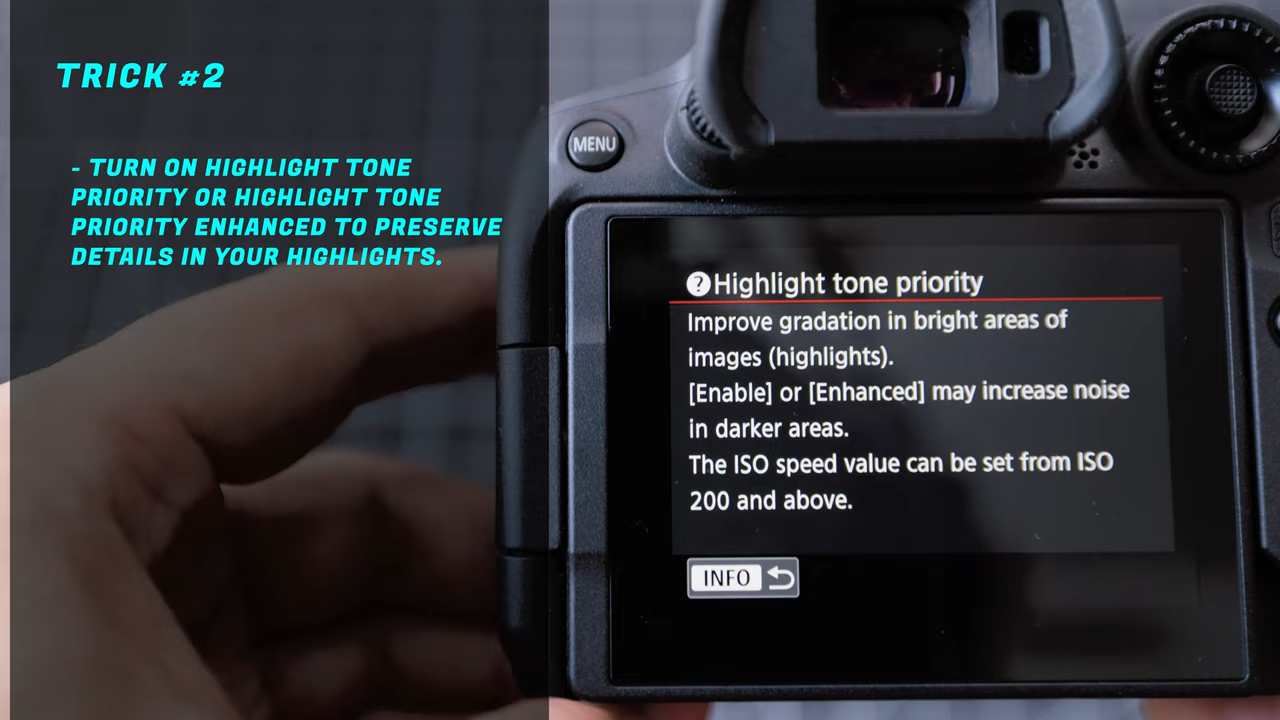 TRICK #2
- TURN ON HIGHLIGHT TONE
PRIORITY OR HIGHLIGHT TONE
PRIORITY ENHANCED TO PRESERVE
DETAILS IN YOUR HIGHLIGHTS.
MENU
?Highlight tone priority
Improve gradation in bright areas of
images (highlights).
[Enable] or [Enhanced] may increase noise
in darker areas.
The ISO speed value can be set from ISO
200 and above.
INFO